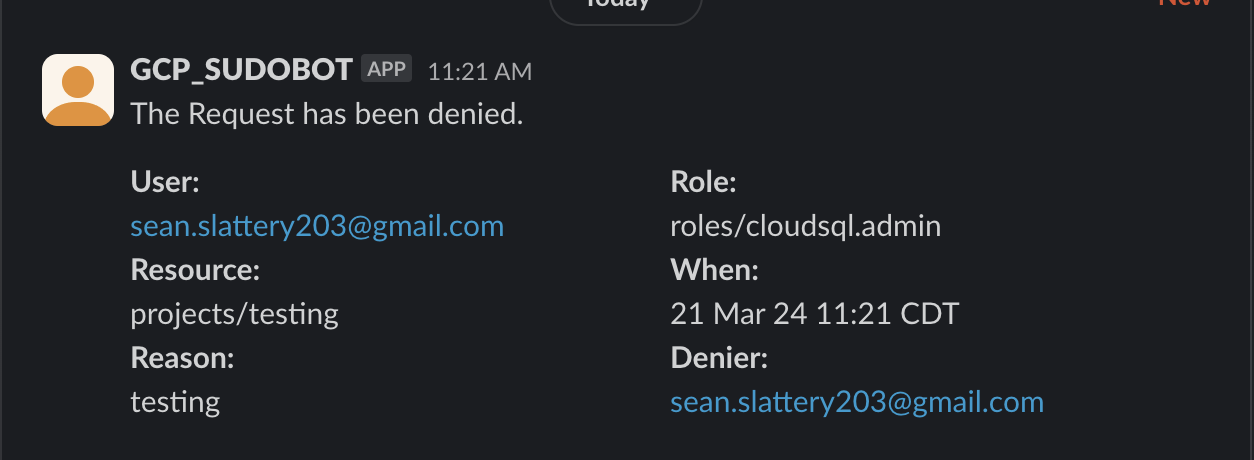 Today
New
GCP_SUDOBOT APP 11:21 AM
The Request has been denied.
User:
sean.slattery203@gmail.com
Role:
roles/cloudsql.admin
Resource:
projects/testing
When:
21 Mar 24 11:21 CDT
Reason:
testing
Denier:
sean.slattery203@gmail.com